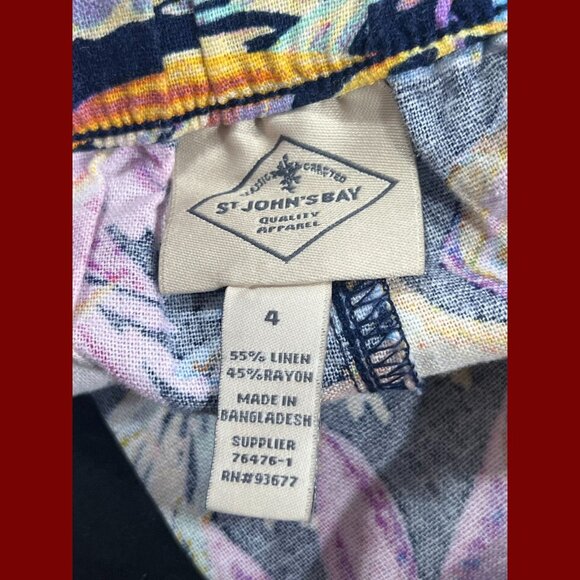 CLASSIC CRAFTED
ST JOHN'S BAY
QUALITY
APPAREL
4
55% LINEN
45% RAYON
MADE IN
BANGLADESH
SUPPLIER
76476-1
RN#93677